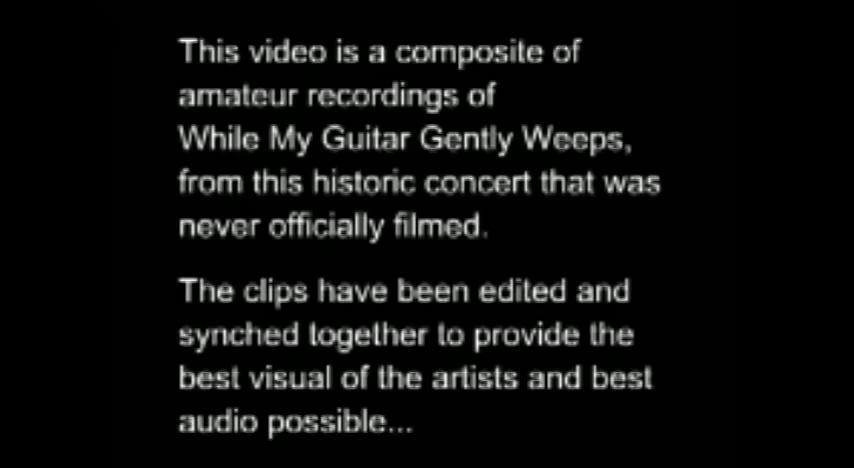 This video is a composite of
amateur recordings of
While My Guitar Gently Weeps,
from this historic concert that was
never officially filmed.
The clips have been edited and
synched together to provide the
best visual of the artists and best
audio possible...